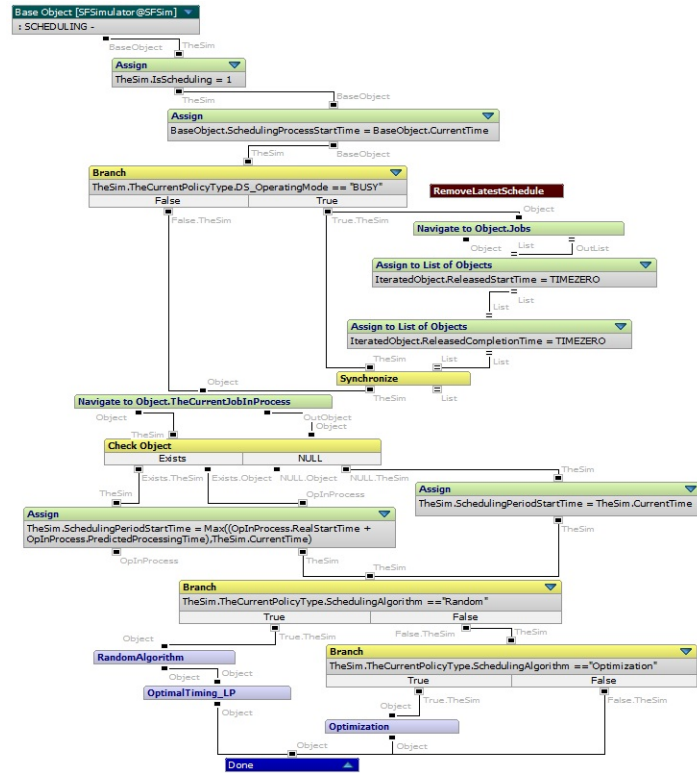 Base Object [SFSimulator@SFSim]
: SCHEDULING -
BaseObject
TheSim
Assign
TheSim.IsScheduling = 1
TheSim
BaseObject
Assign
BaseObject.SchedulingProcessStartTime = BaseObject.CurrentTime
TheSim
BaseObject
Branch
TheSim.TheCurrentPolicyType.DS_OperatingMode == "BUSY"
False
True
False.TheSim
True.TheSim
RemoveLatestSchedule
Object
Navigate to Object.Jobs
Object
List
OutList
Assign to List of Objects
IteratedObject.ReleasedStartTime = TIMEZERO
List
List
Assign to List of Objects
IteratedObject.ReleasedCompletionTime = TIMEZERO
TheSim
List
List
Synchronize
TheSim
List
Object
Navigate to Object.TheCurrentJobInProcess
Object
OutObject
TheSim
Object
Check Object
Exists
NULL
Exists.TheSim
Exists.Object
NULL.Object
NULL.TheSim
TheSim
OpInProcess
TheSim
Assign
TheSim.SchedulingPeriodStartTime = TheSim.CurrentTime
TheSim
Assign
TheSim.SchedulingPeriodStartTime = Max((OpInProcess.RealStartTime +
OpInProcess.PredictedProcessingTime),TheSim.CurrentTime)
OpInProcess
TheSim
TheSim
Branch
TheSim.TheCurrentPolicyType.SchedulingAlgorithm =="Random"
True
False
True.TheSim
False.TheSim
TheSim
Object
RandomAlgorithm
Object
Object
OptimalTiming_LP
Object
Branch
TheSim.TheCurrentPolicyType.SchedulingAlgorithm =="Optimization"
True
False
True.TheSim
False.TheSim
Object
Optimization
Object
Object
Done